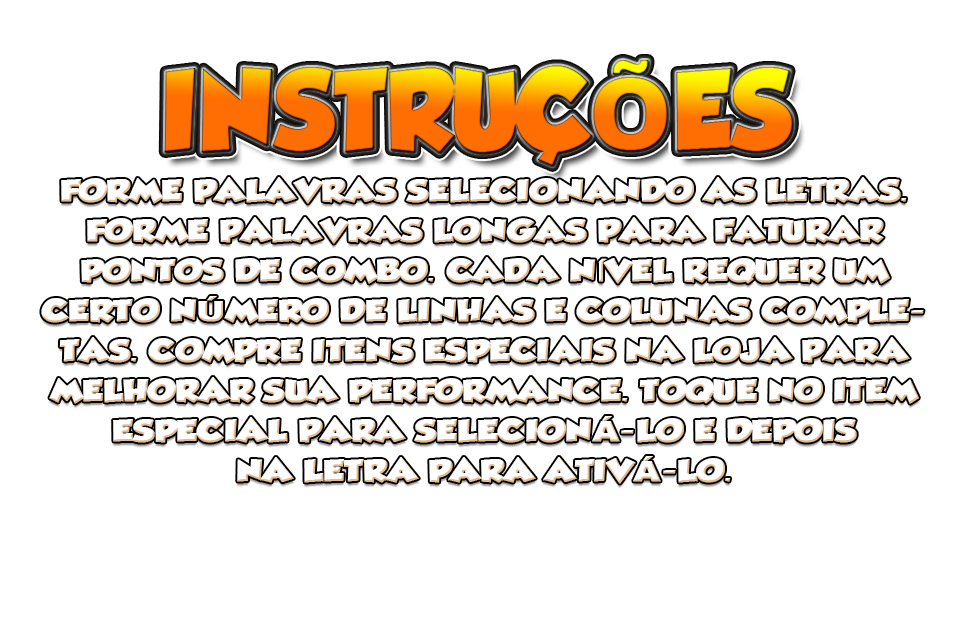 INSTRUÇÕES
FORME PALAVRAS SELECIONANDO AS LETRAS.
FORME PALAVRAS LONGAS PARA FATURAR
PONTOS DE COMBO. CADA NÍVEL REQUER UM
CERTO NÚMERO DE LINHAS E COLUNAS COMPLE-
TAS. COMPRE ITENS ESPECIAIS NA LOJA PARA
MELHORAR SUA PERFORMANCE. TOQUE NO ITEM
ESPECIAL PARA SELECIONÁ-LO E DEPOIS
NA LETRA PARA ATIVÁ-LO.